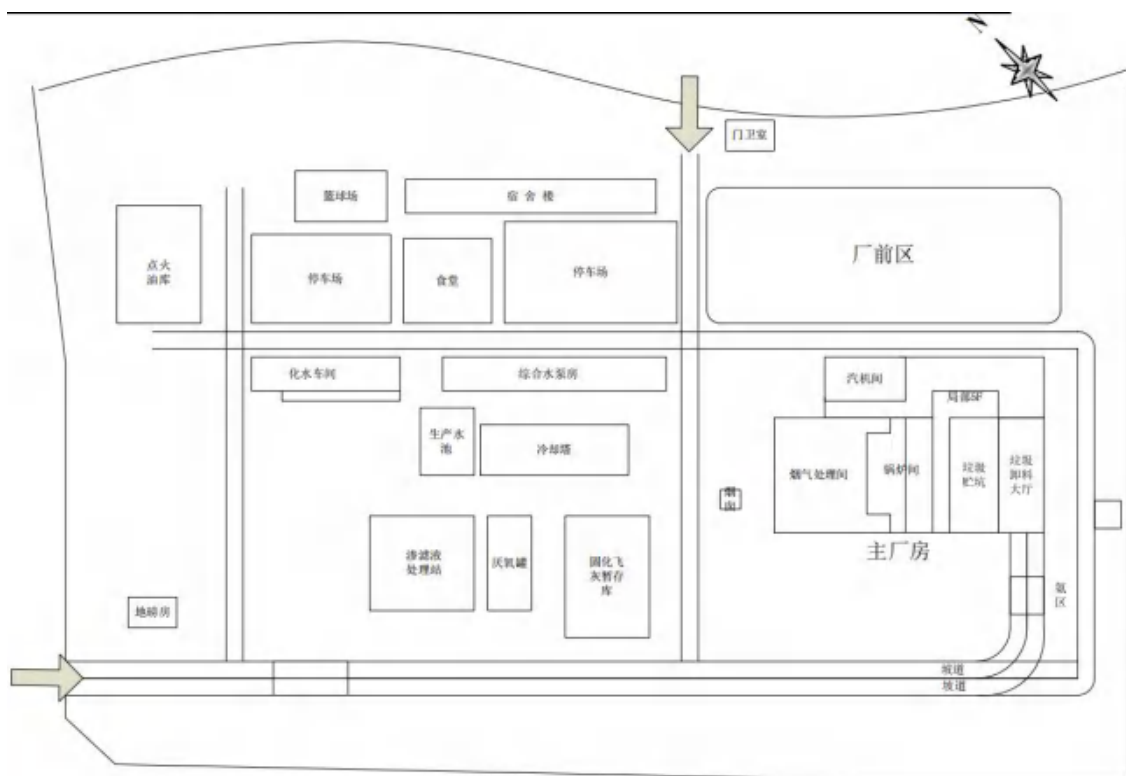 N
门卫室
篮球场
宿 舍 楼
点火
油库
停车场
食堂
停车场
厂前区
化水车间
综合水泵房
汽机间
局部5F
生产水
池
冷却塔
烟气处理间
锅炉间
垃圾
贮坑
垃圾
卸料
大厅
烟
囱
主厂房
渗滤液
处理站
厌氧罐
固化飞
灰暂存
库
氨
区
地磅房
坡道
坡道